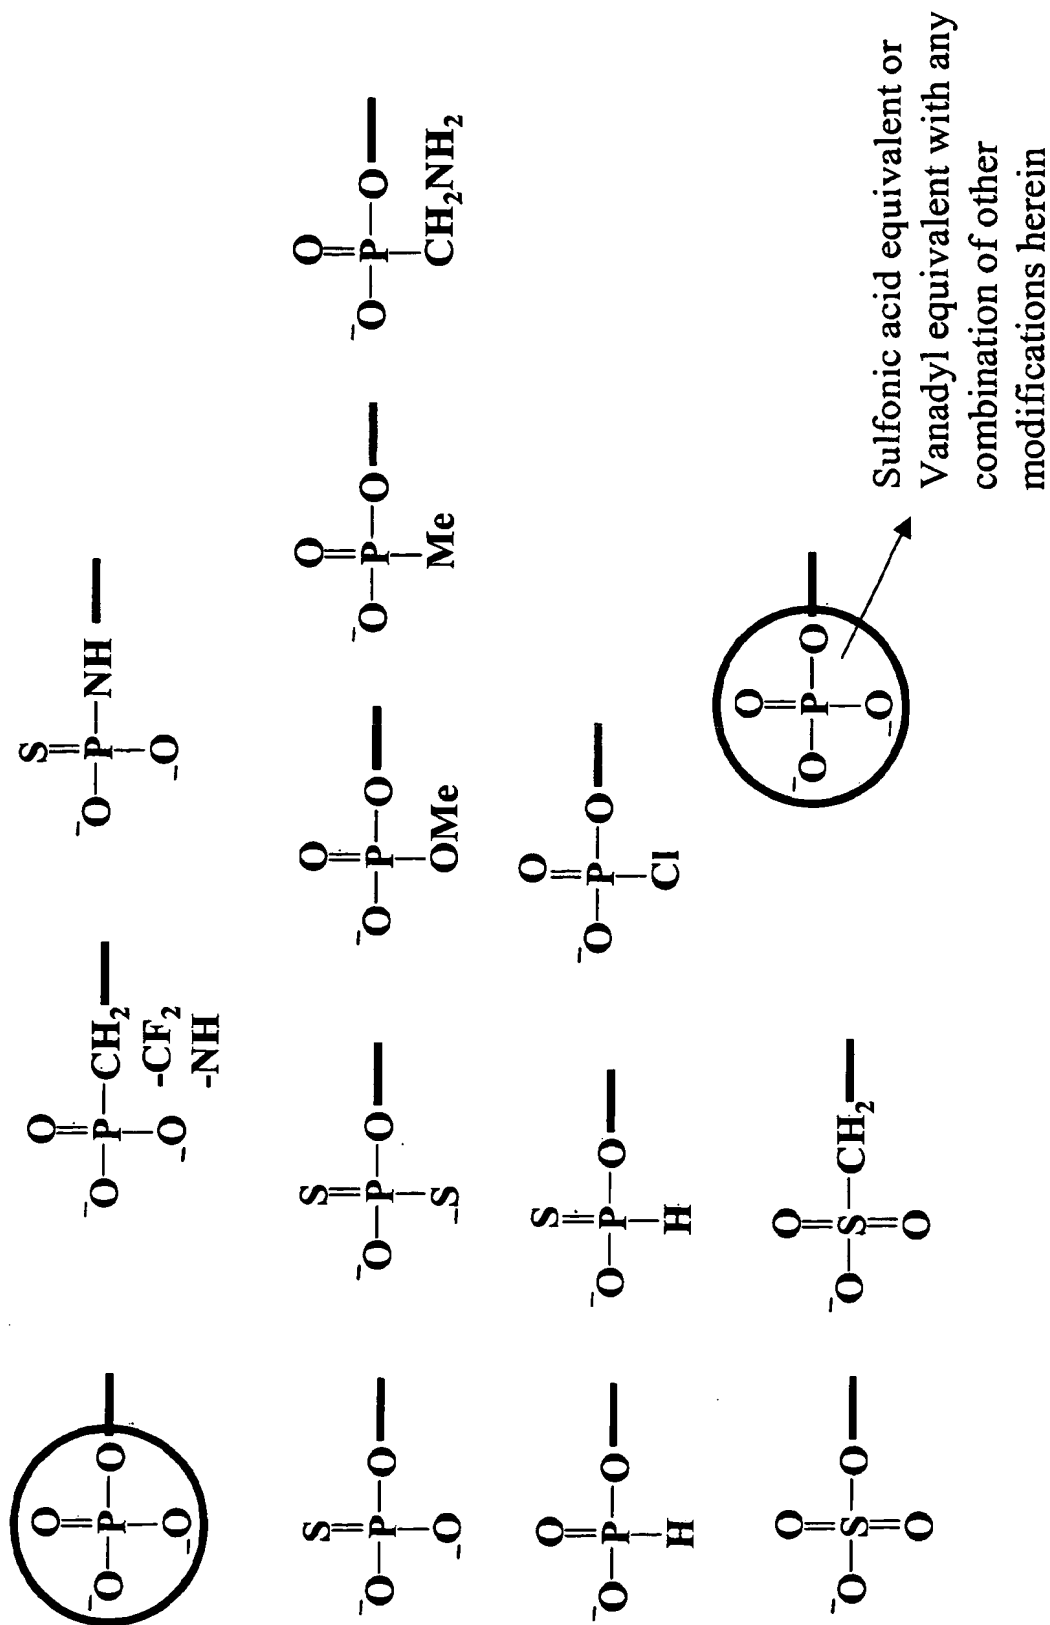 O O S
⁻O–P–O ⁻O–P–CH₂ ⁻O–P–NH
⁻O ⁻O -CF₂ ⁻O
-NH
S S O O O
⁻O–P–O ⁻O–P–O ⁻O–P–O ⁻O–P–O ⁻O–P–O
⁻O ⁻S OMe Me CH₂NH₂
O S O
⁻O–P–O ⁻O–P–O ⁻O–P–O
H H Cl
O O O
⁻O–S–O ⁻O–S–CH₂ ⁻O–P–O
O O ⁻O
Sulfonic acid equivalent or
Vanadyl equivalent with any
combination of other
modifications herein